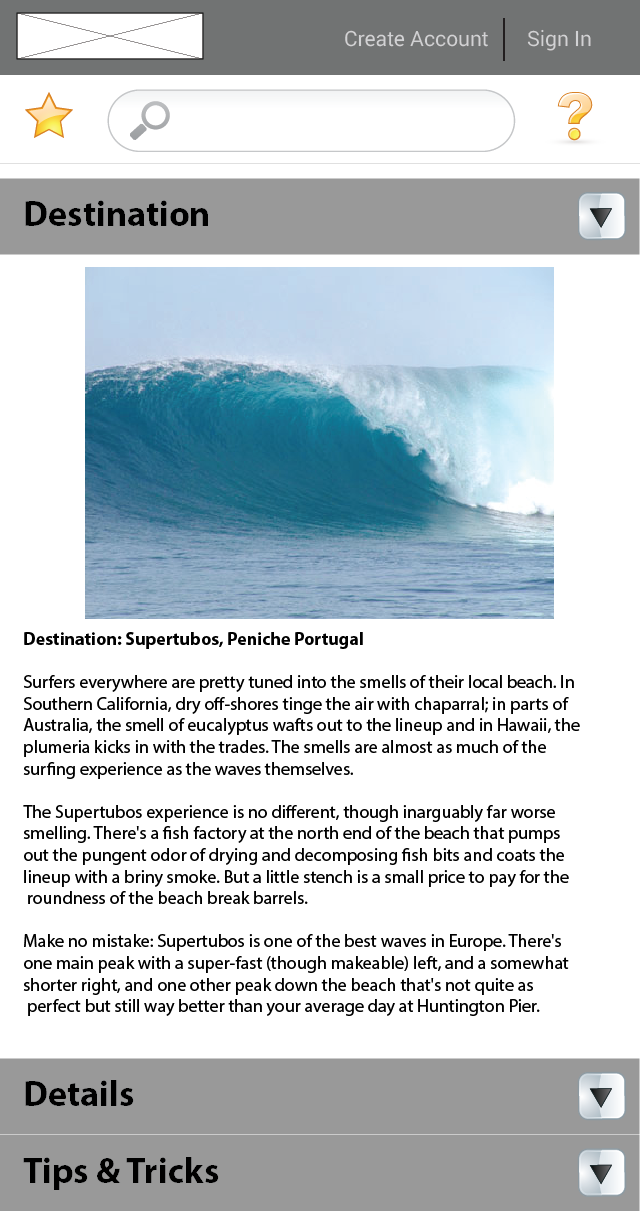 Create Account
Sign In
Destination
Destination: Supertubos, Peniche Portugal
Surfers everywhere are pretty tuned into the smells of their local beach. In
Southern California, dry off-shores tinge the air with chaparral; in parts of
Australia, the smell of eucalyptus wafts out to the lineup and in Hawaii, the
plumeria kicks in with the trades. The smells are almost as much of the
surfing experience as the waves themselves.
The Supertubos experience is no different, though inarguably far worse
smelling. There's a fish factory at the north end of the beach that pumps
out the pungent odor of drying and decomposing fish bits and coats the
lineup with a briny smoke. But a little stench is a small price to pay for the
roundness of the beach break barrels.
Make no mistake: Supertubos is one of the best waves in Europe. There's
one main peak with a super-fast (though makeable) left, and a somewhat
shorter right, and one other peak down the beach that's not quite as
perfect but still way better than your average day at Huntington Pier.
Details
Tips & Tricks